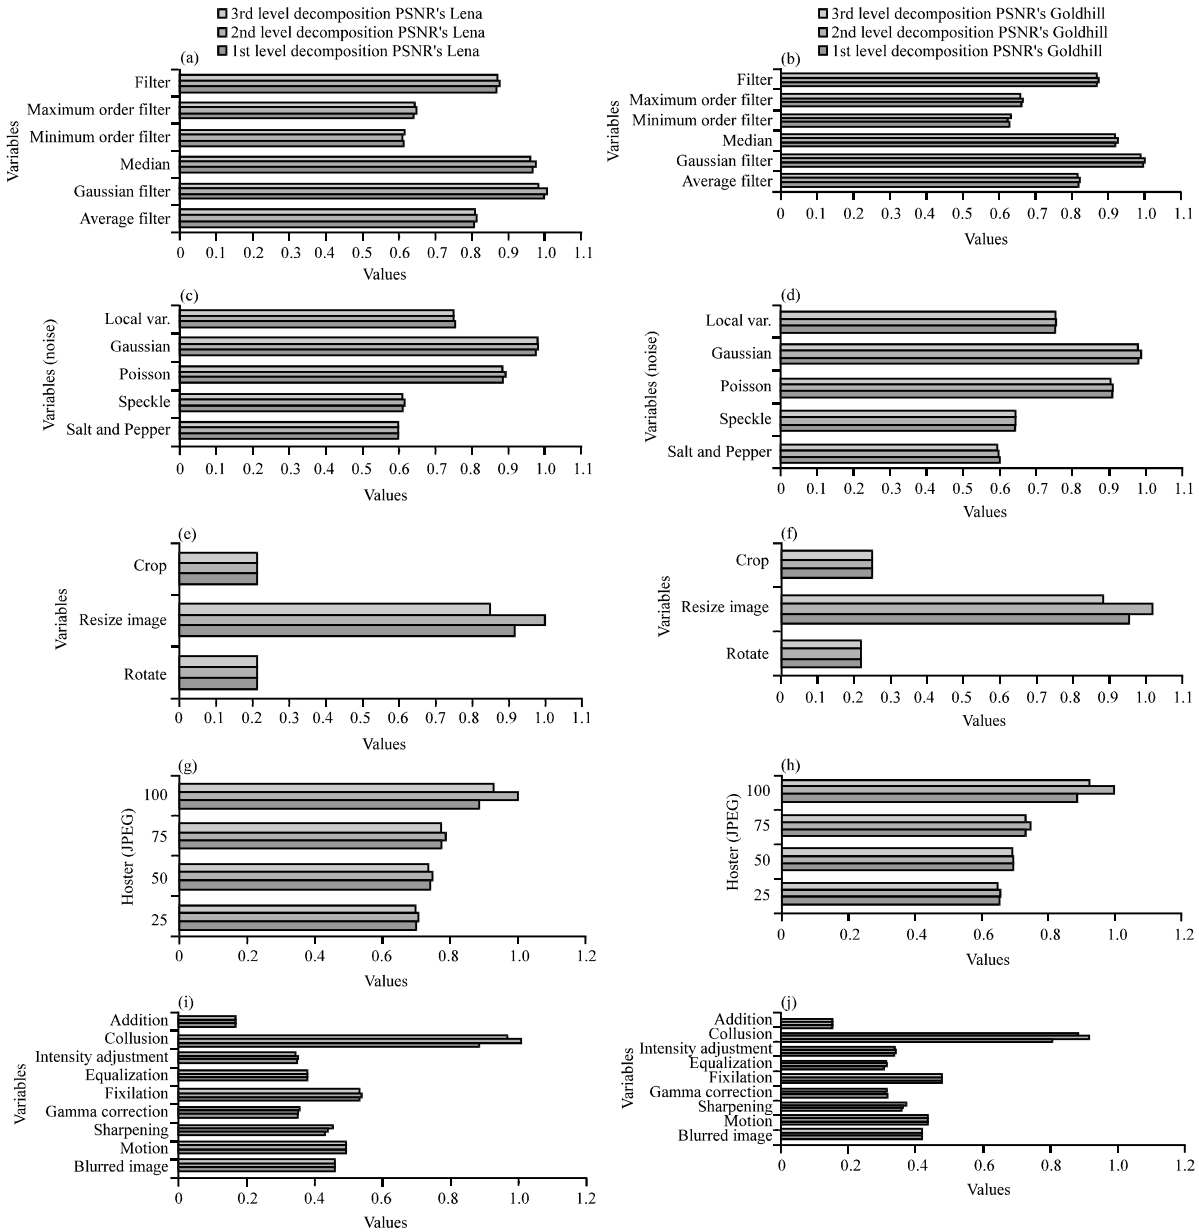 3rd level decomposition PSNR's Lena
2nd level decomposition PSNR's Lena
1st level decomposition PSNR's Lena
(a)
Variables
Filter
Maximum order filter
Minimum order filter
Median
Gaussian filter
Average filter
0 0.1 0.2 0.3 0.4 0.5 0.6 0.7 0.8 0.9 1.0 1.1
Values
3rd level decomposition PSNR's Goldhill
2nd level decomposition PSNR's Goldhill
1st level decomposition PSNR's Goldhill
(b)
Variables
Filter
Maximum order filter
Minimum order filter
Median
Gaussian filter
Average filter
0 0.1 0.2 0.3 0.4 0.5 0.6 0.7 0.8 0.9 1.0 1.1
Values
(c)
Variables (noise)
Local var.
Gaussian
Poisson
Speckle
Salt and Pepper
0 0.1 0.2 0.3 0.4 0.5 0.6 0.7 0.8 0.9 1.0 1.1
Values
(d)
Variables (noise)
Local var.
Gaussian
Poisson
Speckle
Salt and Pepper
0 0.1 0.2 0.3 0.4 0.5 0.6 0.7 0.8 0.9 1.0 1.1
Values
(e)
Variables
Crop
Resize image
Rotate
0 0.1 0.2 0.3 0.4 0.5 0.6 0.7 0.8 0.9 1.0 1.1
Values
(f)
Variables
Crop
Resize image
Rotate
0 0.1 0.2 0.3 0.4 0.5 0.6 0.7 0.8 0.9 1.0 1.1
Values
(g)
Hoster (JPEG)
100
75
50
25
0 0.2 0.4 0.6 0.8 1.0 1.2
Values
(h)
Hoster (JPEG)
100
75
50
25
0 0.2 0.4 0.6 0.8 1.0 1.2
Values
(i)
Variables
Addition
Collusion
Intensity adjustment
Equalization
Fixilation
Gamma correction
Sharpening
Motion
Blurred image
0 0.2 0.4 0.6 0.8 1.0 1.2
Values
(j)
Variables
Addition
Collusion
Intensity adjustment
Equalization
Fixilation
Gamma correction
Sharpening
Motion
Blurred image
0 0.2 0.4 0.6 0.8 1.0 1.2
Values